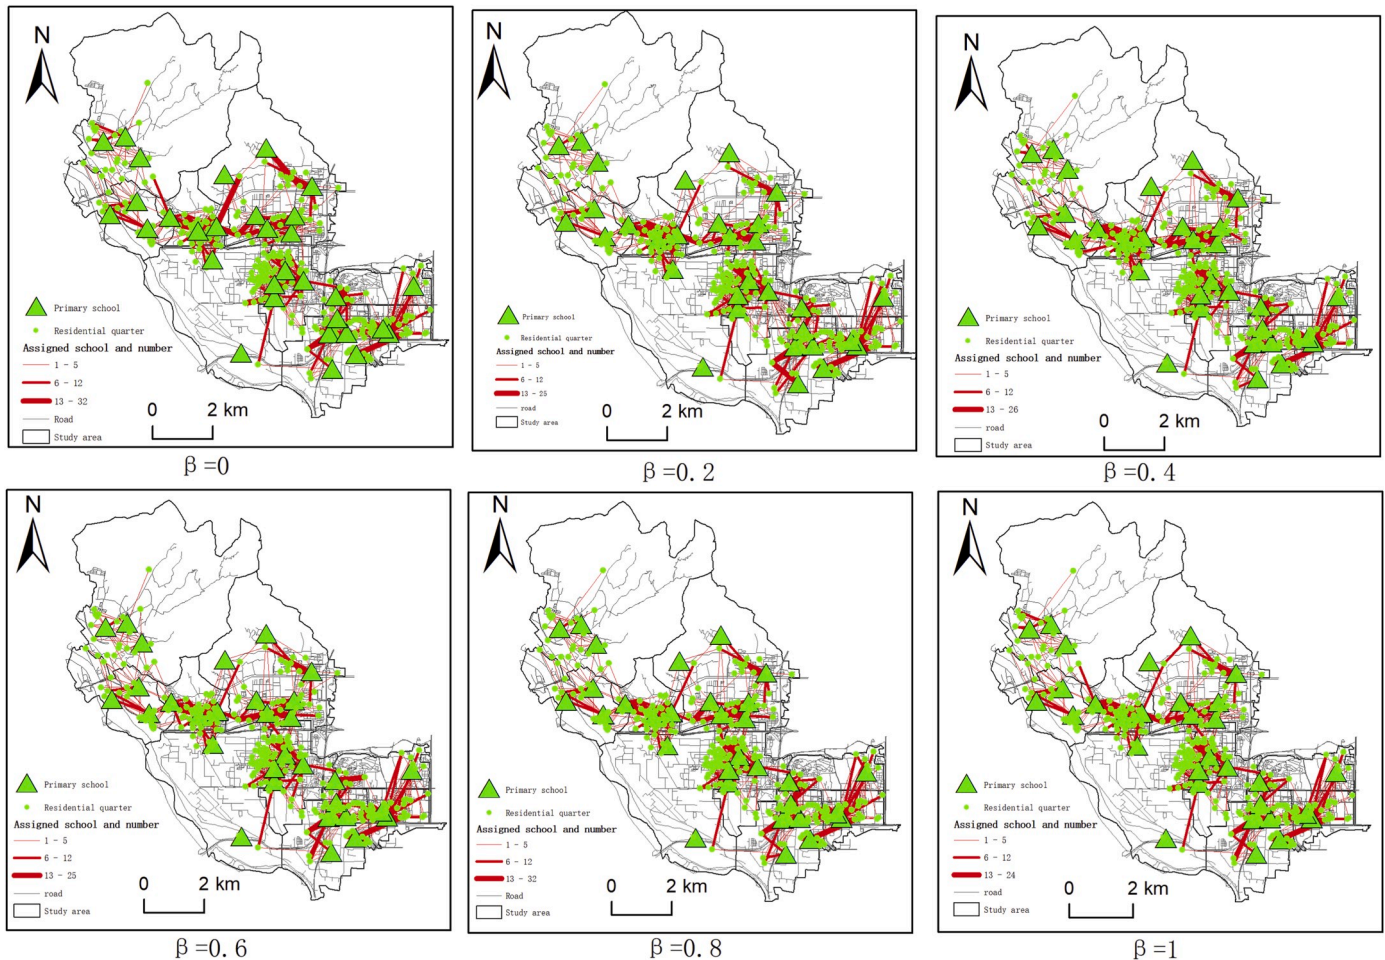 N
Primary school
Residential quarter
Assigned school and number
1 - 5
6 - 12
13 - 32
Road
Study area
0 2 km
β=0
N
Primary school
Residential quarter
Assigned school and number
1 - 5
6 - 12
13 - 25
road
Study area
0 2 km
β=0.2
N
Primary school
Residential quarter
Assigned school and number
1 - 5
6 - 12
13 - 26
road
Study area
0 2 km
β=0.4
N
Primary school
Residential quarter
Assigned school and number
1 - 5
6 - 12
13 - 25
road
Study area
0 2 km
β=0.6
N
Primary school
Residential quarter
Assigned school and number
1 - 5
6 - 12
13 - 32
Road
Study area
0 2 km
β=0.8
N
Primary school
Residential quarter
Assigned school and number
1 - 5
6 - 12
13 - 24
road
Study area
0 2 km
β=1